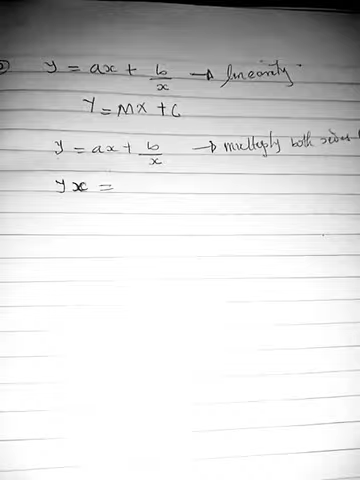 y = ax + b/x → linearity
Y = MX + C
y = ax + b/x → multiply both sides
yx =